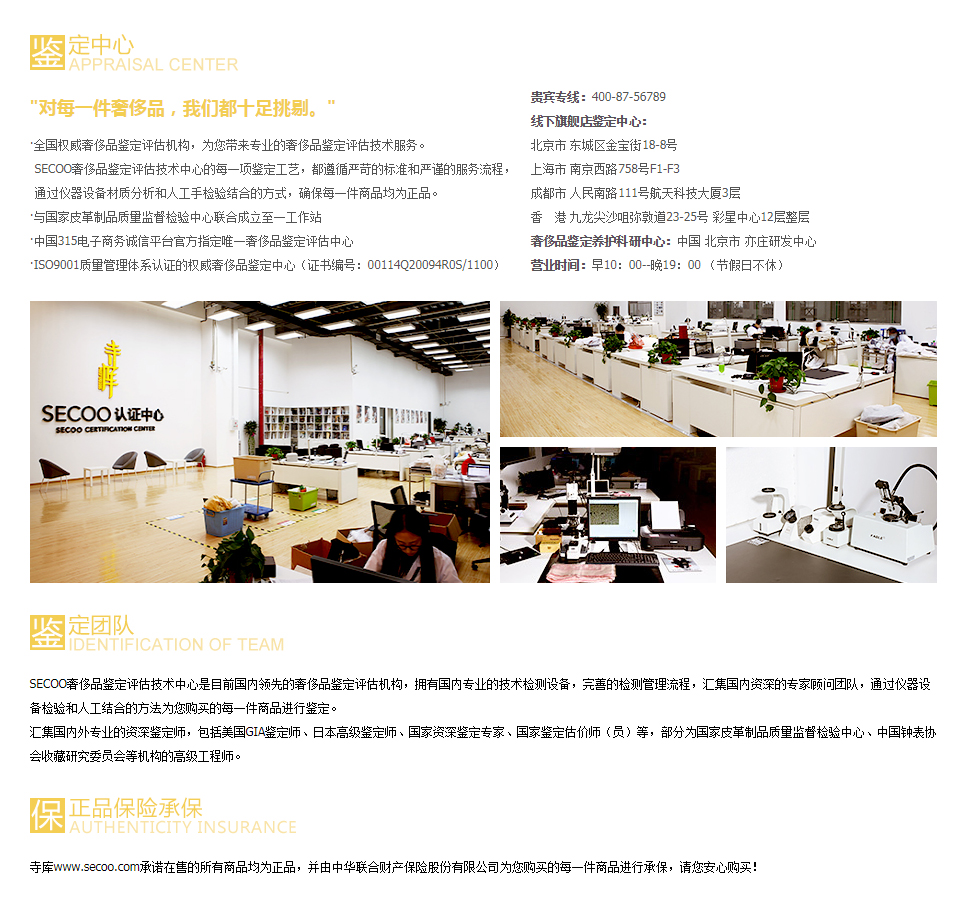 鉴定中心
APPRAISAL CENTER
"对每一件奢侈品，我们都十足挑剔。"
·全国权威奢侈品鉴定评估机构，为您带来专业的奢侈品鉴定评估技术服务。
SECOO奢侈品鉴定评估技术中心的每一项鉴定工艺，都遵循严苛的标准和严谨的服务流程，
通过仪器设备材质分析和人工手检验结合的方式，确保每一件商品均为正品。
·与国家皮革制品质量监督检验中心联合成立至一工作站
·中国315电子商务诚信平台官方指定唯一奢侈品鉴定评估中心
·ISO9001质量管理体系认证的权威奢侈品鉴定中心（证书编号：00114Q20094R0S/1100）
贵宾专线：400-87-56789
线下旗舰店鉴定中心：
北京市 东城区金宝街18-8号
上海市 南京西路758号F1-F3
成都市 人民南路111号航天科技大厦3层
香　港 九龙尖沙咀弥敦道23-25号 彩星中心12层整层
奢侈品鉴定养护科研中心：中国 北京市 亦庄研发中心
营业时间：早10：00--晚19：00 （节假日不休）
SECOO 认证中心
SECOO CERTIFICATION CENTER
鉴定团队
IDENTIFICATION OF TEAM
SECOO奢侈品鉴定评估技术中心是目前国内领先的奢侈品鉴定评估机构，拥有国内专业的技术检测设备，完善的检测管理流程，汇集国内资深的专家顾问团队，通过仪器设
备检验和人工结合的方法为您购买的每一件商品进行鉴定。
汇集国内外专业的资深鉴定师，包括美国GIA鉴定师、日本高级鉴定师、国家资深鉴定专家、国家鉴定估价师（员）等，部分为国家皮革制品质量监督检验中心、中国钟表协
会收藏研究委员会等机构的高级工程师。
保 正品保险承保
AUTHENTICITY INSURANCE
寺库www.secoo.com承诺在售的所有商品均为正品，并由中华联合财产保险股份有限公司为您购买的每一件商品进行承保，请您安心购买！